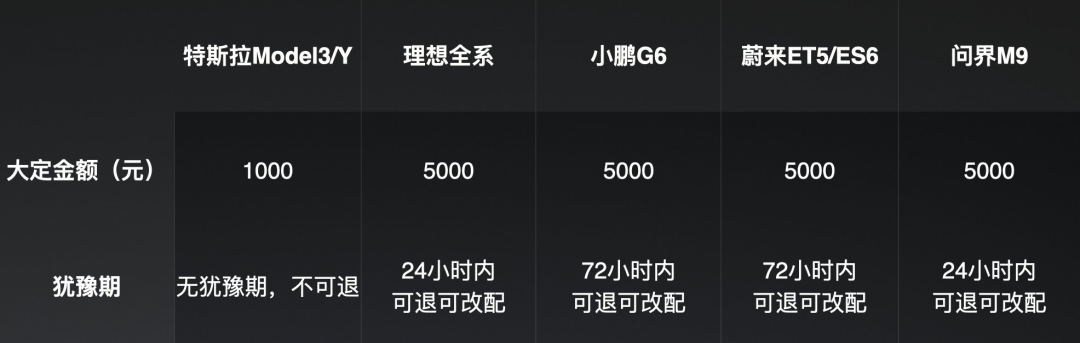 特斯拉Model3/Y 理想全系 小鹏G6 蔚来ET5/ES6 问界M9
大定金额（元） 1000 5000 5000 5000 5000
犹豫期 无犹豫期，不可退 24小时内 72小时内 72小时内 24小时内
可退可改配 可退可改配 可退可改配 可退可改配